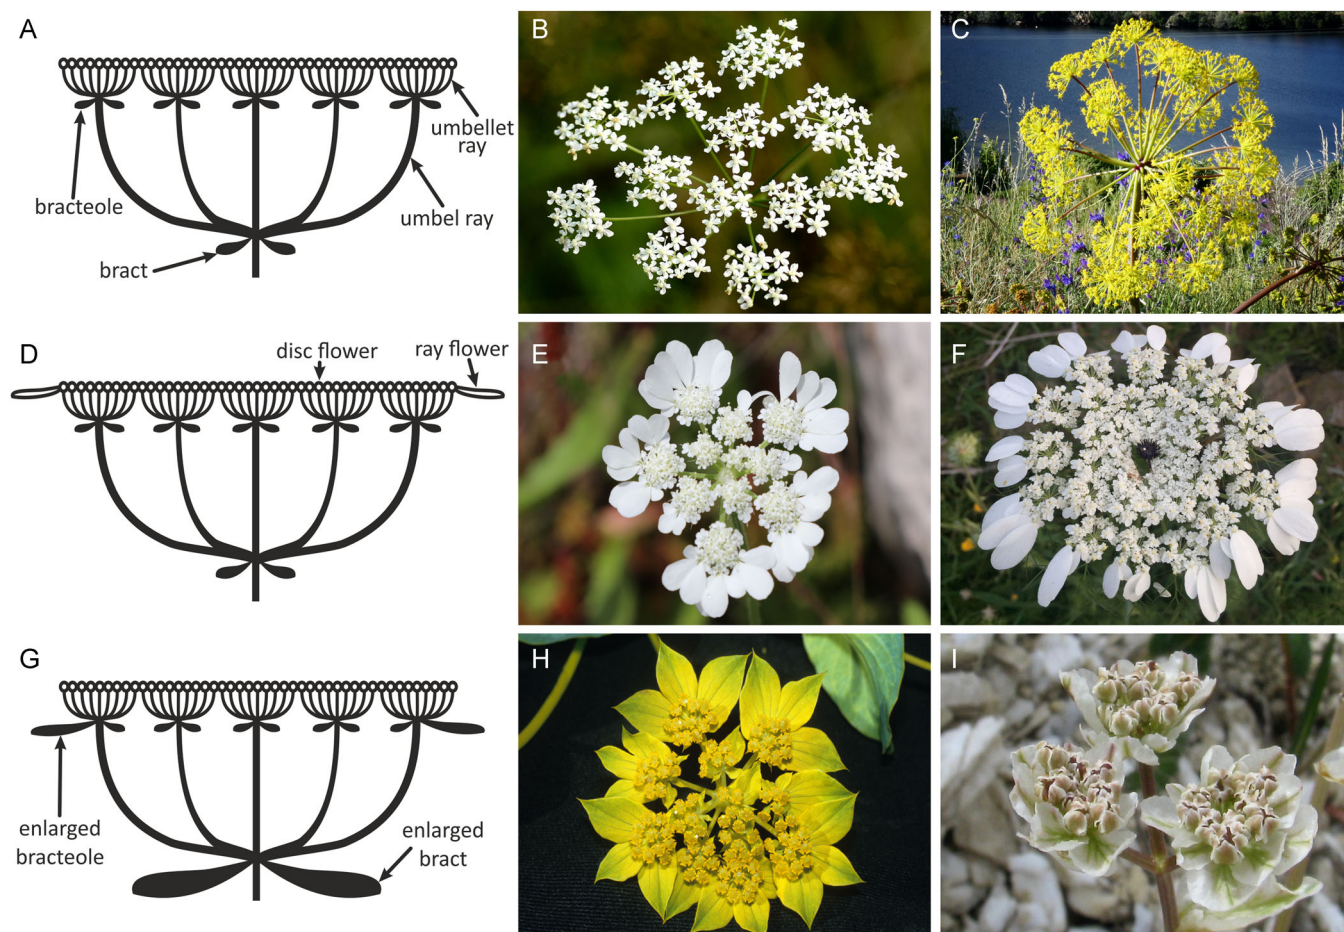 A
umbellet
ray
bracteole
umbel ray
bract
B
C
D
disc flower
ray flower
E
F
G
enlarged
bracteole
enlarged
bract
H
I